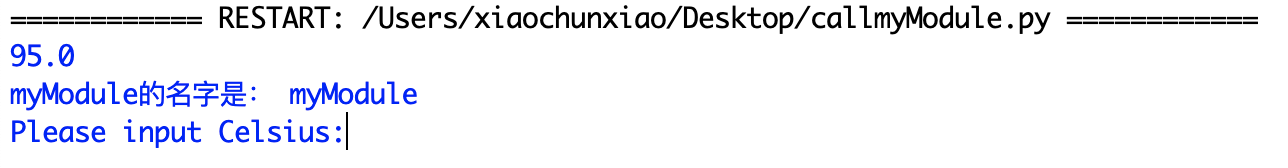 ============ RESTART: /Users/xiaochunxiao/Desktop/callmyModule.py ============
95.0
myModule的名字是： myModule
Please input Celsius: